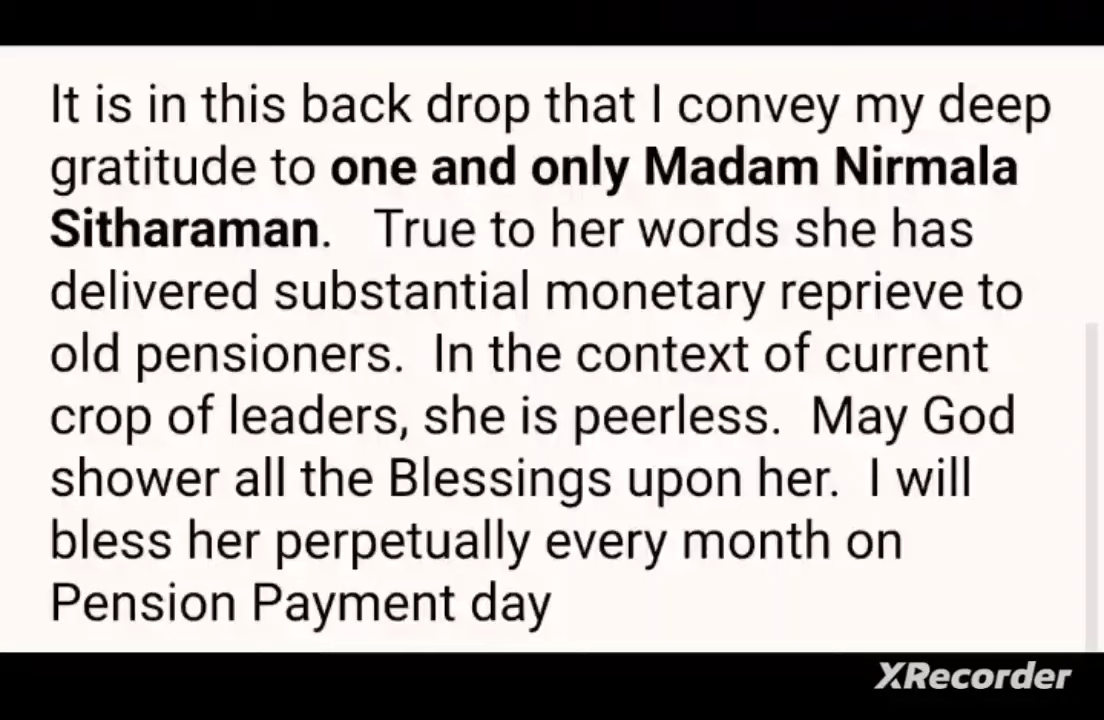 It is in this back drop that I convey my deep
gratitude to one and only Madam Nirmala
Sitharaman.   True to her words she has
delivered substantial monetary reprieve to
old pensioners.  In the context of current
crop of leaders, she is peerless.  May God
shower all the Blessings upon her.  I will
bless her perpetually every month on
Pension Payment day
XRecorder